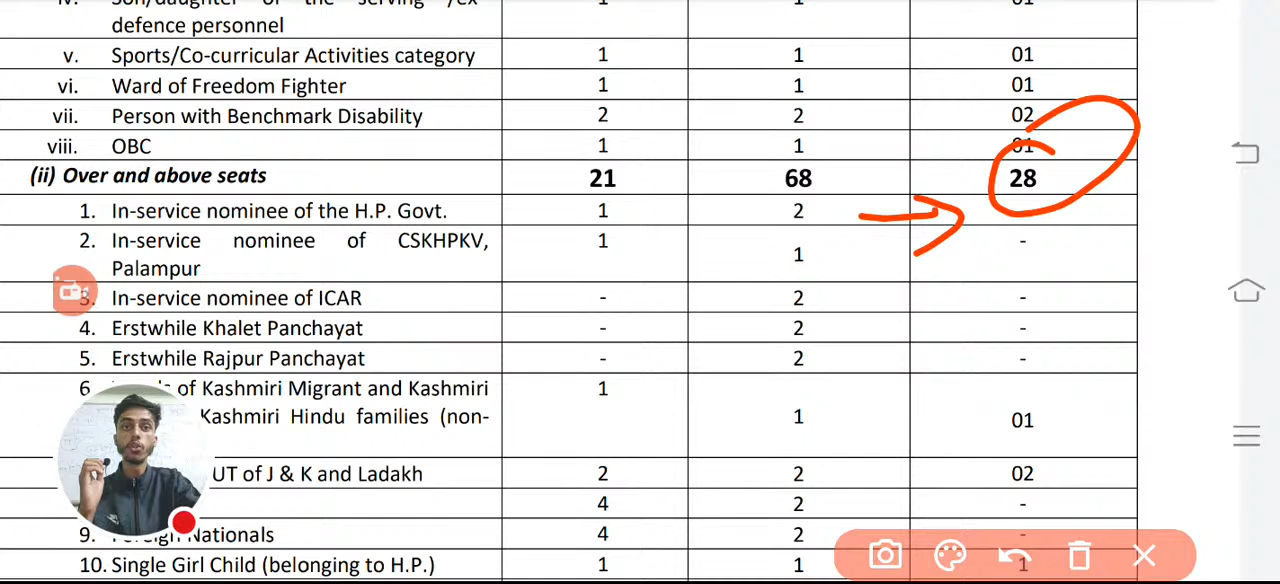 defence personnel
v. Sports/Co-curricular Activities category 1 1 01
vi. Ward of Freedom Fighter 1 1 01
vii. Person with Benchmark Disability 2 2 02
viii. OBC 1 1 01
(ii) Over and above seats 21 68 28
1. In-service nominee of the H.P. Govt. 1 2
2. In-service nominee of CSKHPKV, 1 -
Palampur 1
3. In-service nominee of ICAR - 2 -
4. Erstwhile Khalet Panchayat - 2 -
5. Erstwhile Rajpur Panchayat - 2 -
6 of Kashmiri Migrant and Kashmiri 1
Kashmiri Hindu families (non- 1 01
UT of J & K and Ladakh 2 2 02
4 2 -
9. Nationals 4 2 -
10. Single Girl Child (belonging to H.P.) 1 1 1